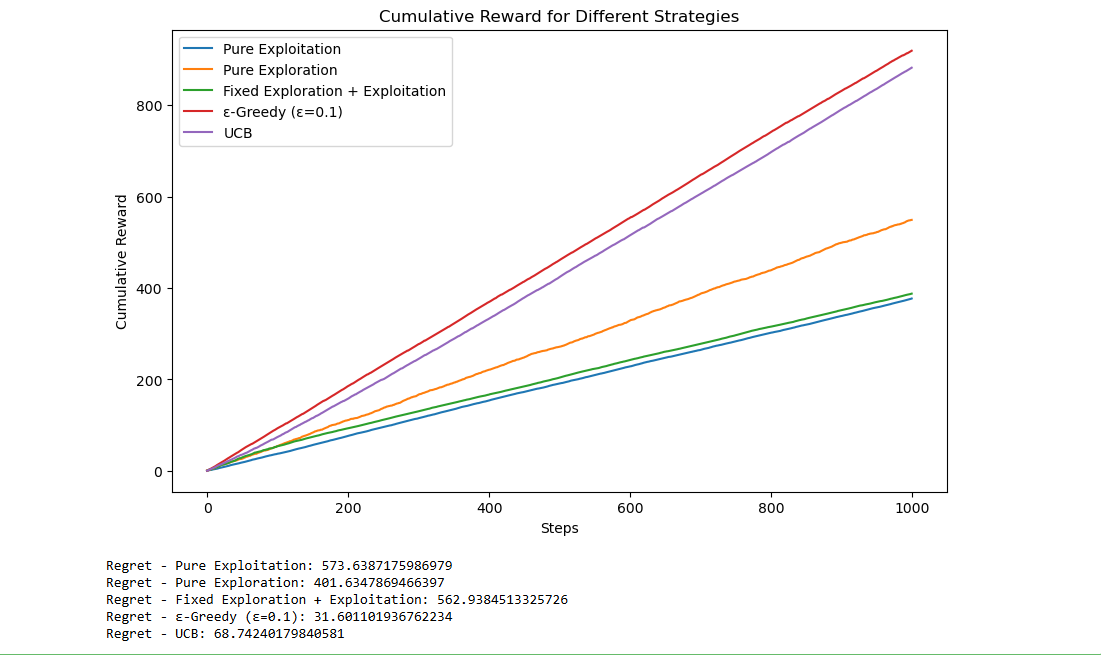 Cumulative Reward for Different Strategies
Pure Exploitation
Pure Exploration
Fixed Exploration + Exploitation
ε-Greedy (ε=0.1)
UCB
Cumulative Reward
800
600
400
200
0
0 200 400 600 800 1000
Steps
Regret - Pure Exploitation: 573.6387175986979
Regret - Pure Exploration: 401.6347869466397
Regret - Fixed Exploration + Exploitation: 562.9384513325726
Regret - ε-Greedy (ε=0.1): 31.601101936762234
Regret - UCB: 68.74240179840581